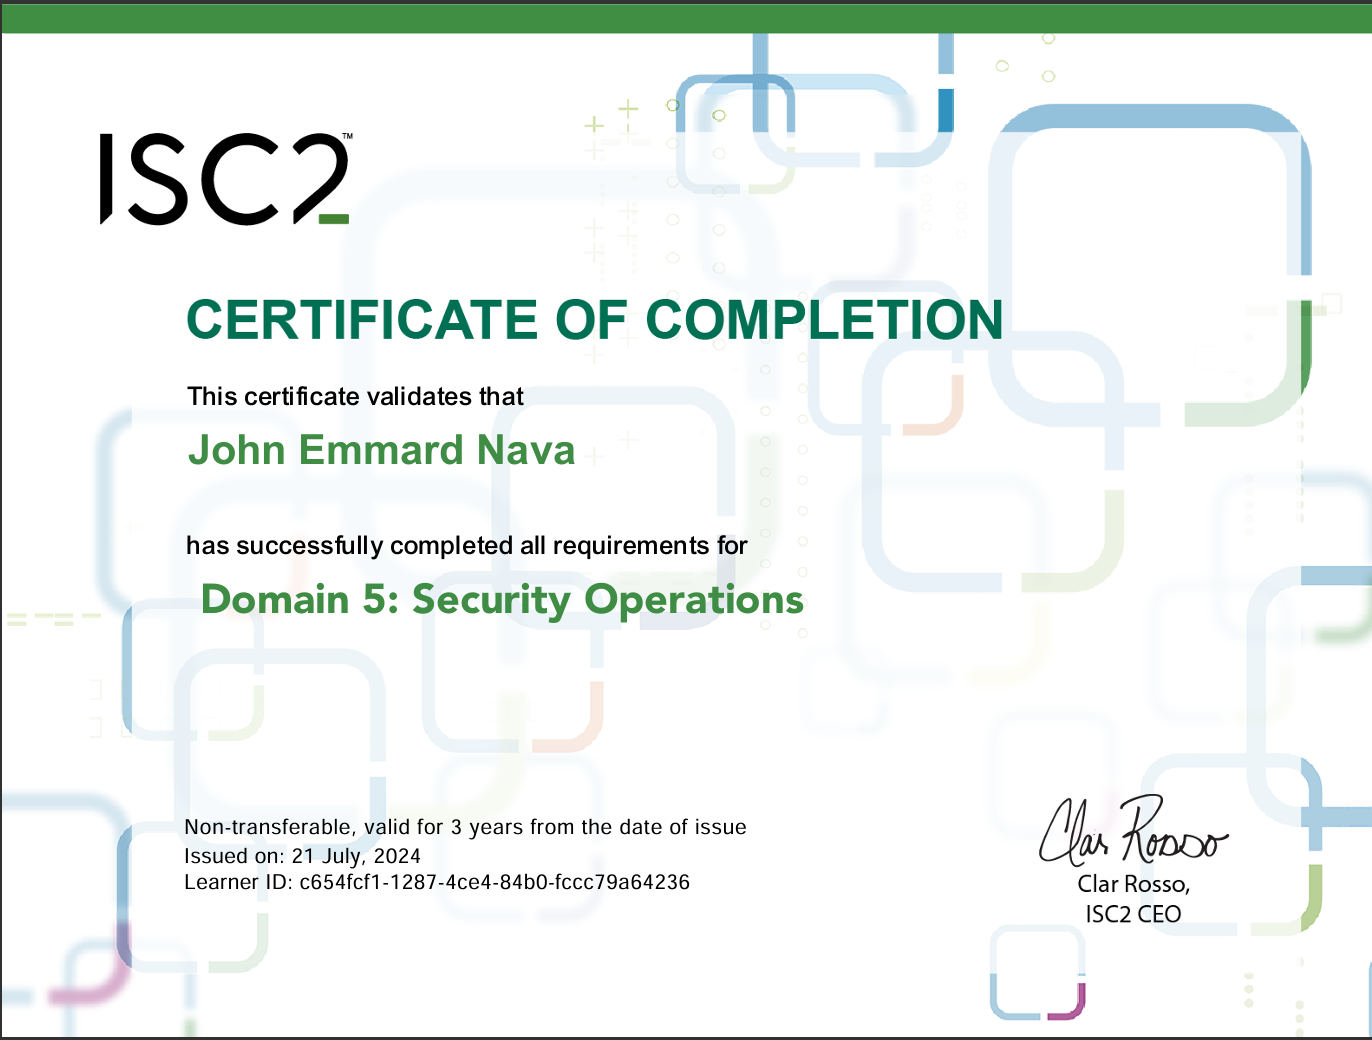 ISC2™
CERTIFICATE OF COMPLETION
This certificate validates that
John Emmard Nava
has successfully completed all requirements for
Domain 5: Security Operations
Non-transferable, valid for 3 years from the date of issue
Issued on: 21 July, 2024
Learner ID: c654fcf1-1287-4ce4-84b0-fccc79a64236
Clar Rosso
Clar Rosso,
ISC2 CEO